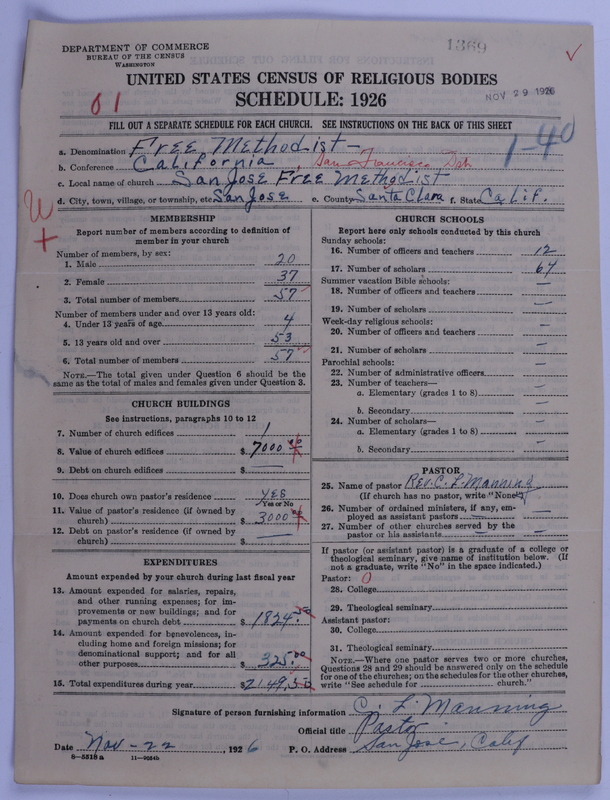 DEPARTMENT OF COMMERCE
BUREAU OF THE CENSUS
WASHINGTON
1369
UNITED STATES CENSUS OF RELIGIOUS BODIES
SCHEDULE: 1926
NOV 29 1926
01
FILL OUT A SEPARATE SCHEDULE FOR EACH CHURCH. SEE INSTRUCTIONS ON THE BACK OF THIS SHEET
1-40
a. Denomination Free Methodist-
b. Conference California, San Francisco Dst
c. Local name of church San Jose Free Methodist
d. City, town, village, or township, etc. San Jose e. County Santa Clara f. State Calif.
W
+
MEMBERSHIP
Report number of members according to definition of member in your church
Number of members, by sex:
1. Male 20
2. Female 37
3. Total number of members 57
Number of members under and over 13 years old:
4. Under 13 years of age 4
5. 13 years old and over 53
6. Total number of members 57
NOTE.—The total given under Question 6 should be the
same as the total of males and females given under Question 3.
CHURCH BUILDINGS
See instructions, paragraphs 10 to 12
7. Number of church edifices 1
8. Value of church edifices $ 7000
9. Debt on church edifices $ —
10. Does church own pastor's residence yes
Yes or No
11. Value of pastor's residence (if owned by
church) $ 3000
12. Debt on pastor's residence (if owned by
church) $ —
EXPENDITURES
Amount expended by your church during last fiscal year
13. Amount expended for salaries, repairs,
and other running expenses; for im-
provements or new buildings; and for
payments on church debt $ 1824.50
14. Amount expended for benevolences, in-
cluding home and foreign missions; for
denominational support; and for all
other purposes $ 325.00
15. Total expenditures during year $ 2149.50
CHURCH SCHOOLS
Report here only schools conducted by this church
Sunday schools:
16. Number of officers and teachers 12
17. Number of scholars 67
Summer vacation Bible schools: —
18. Number of officers and teachers
19. Number of scholars —
Week-day religious schools: —
20. Number of officers and teachers
21. Number of scholars —
Parochial schools: —
22. Number of administrative officers —
23. Number of teachers—
a. Elementary (grades 1 to 8) —
b. Secondary —
24. Number of scholars—
a. Elementary (grades 1 to 8) —
b. Secondary —
PASTOR
25. Name of pastor Rev. C. L. Manning
(If church has no pastor, write "None")
26. Number of ordained ministers, if any, em-
ployed as assistant pastors —
27. Number of other churches served by the
pastor or his assistants —
If pastor (or assistant pastor) is a graduate of a college or
theological seminary, give name of institution below. (If
not a graduate, write "No" in the space indicated.)
Pastor: 0
28. College
29. Theological seminary
Assistant pastor:
30. College
31. Theological seminary
NOTE.—Where one pastor serves two or more churches,
Questions 28 and 29 should be answered only on the schedule
for one of the churches; on the schedules for the other churches,
write "See schedule for ........ church."
Signature of person furnishing information C. L. Manning
Official title Pastor
Date Nov-22, 1926 P. O. Address San Jose, Calif
8-5518a 11-9024b